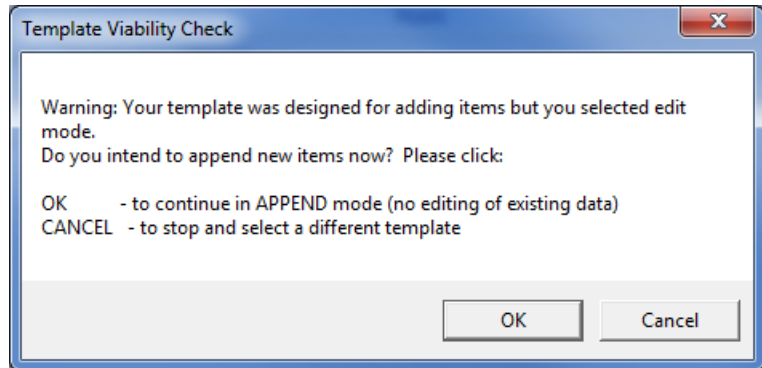 Template Viability Check
Warning: Your template was designed for adding items but you selected edit
mode.
Do you intend to append new items now?  Please click:
OK - to continue in APPEND mode (no editing of existing data)
CANCEL - to stop and select a different template
OK Cancel